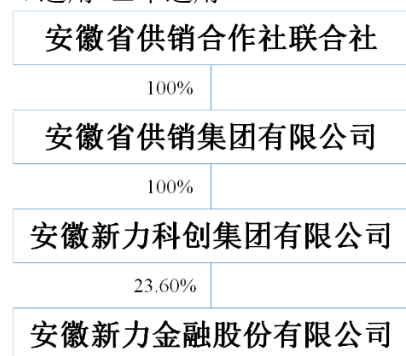 安徽省供销合作社联合社
100%
安徽省供销集团有限公司
100%
安徽新力科创集团有限公司
23.60%
安徽新力金融股份有限公司